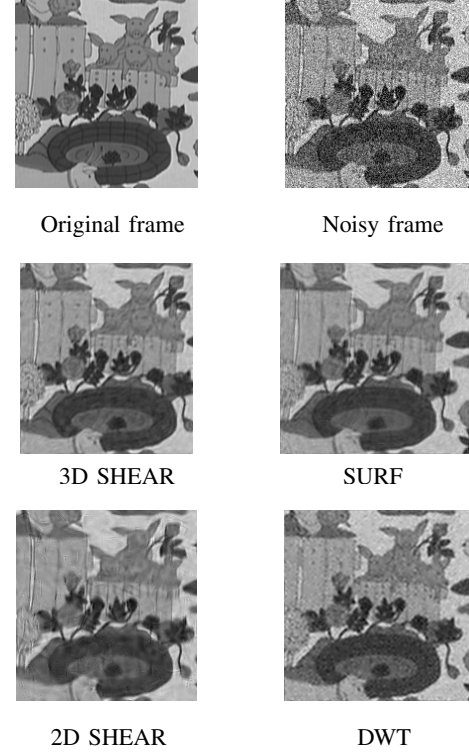 Original frame
Noisy frame
3D SHEAR
SURF
2D SHEAR
DWT